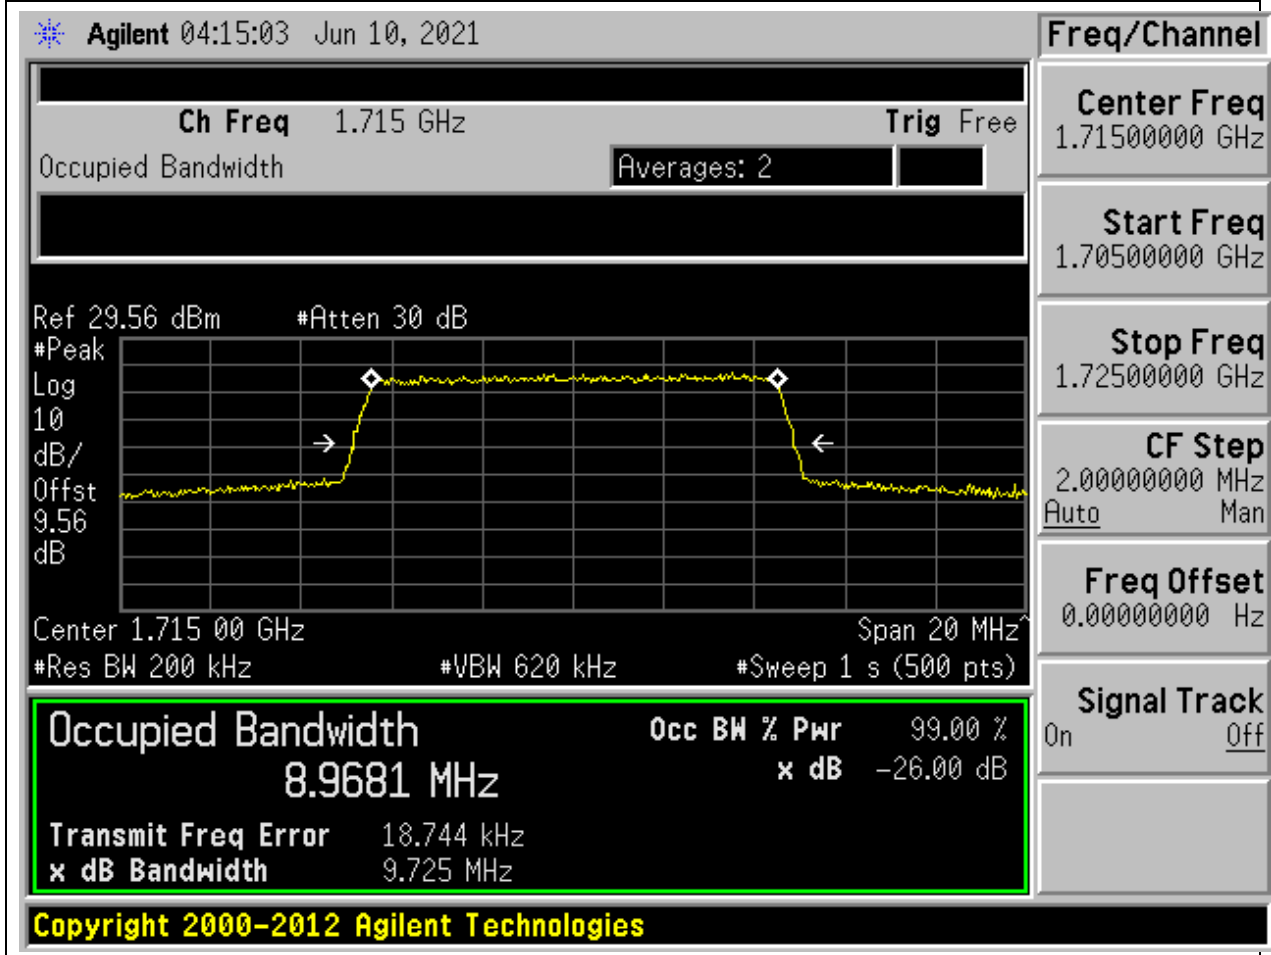 Agilent 04:15:03 Jun 10, 2021
Freq/Channel
Ch Freq 1.715 GHz Trig Free
Occupied Bandwidth Averages: 2
Ref 29.56 dBm #Atten 30 dB
#Peak
Log
10
dB/
Offst
9.56
dB
Center 1.715 00 GHz Span 20 MHz^
#Res BW 200 kHz #VBW 620 kHz #Sweep 1 s (500 pts)
Occupied Bandwidth Occ BW % Pwr 99.00 %
8.9681 MHz x dB -26.00 dB
Transmit Freq Error 18.744 kHz
x dB Bandwidth 9.725 MHz
Center Freq
1.71500000 GHz
Start Freq
1.70500000 GHz
Stop Freq
1.72500000 GHz
CF Step
2.00000000 MHz
Auto Man
Freq Offset
0.00000000 Hz
Signal Track
On Off
Copyright 2000-2012 Agilent Technologies